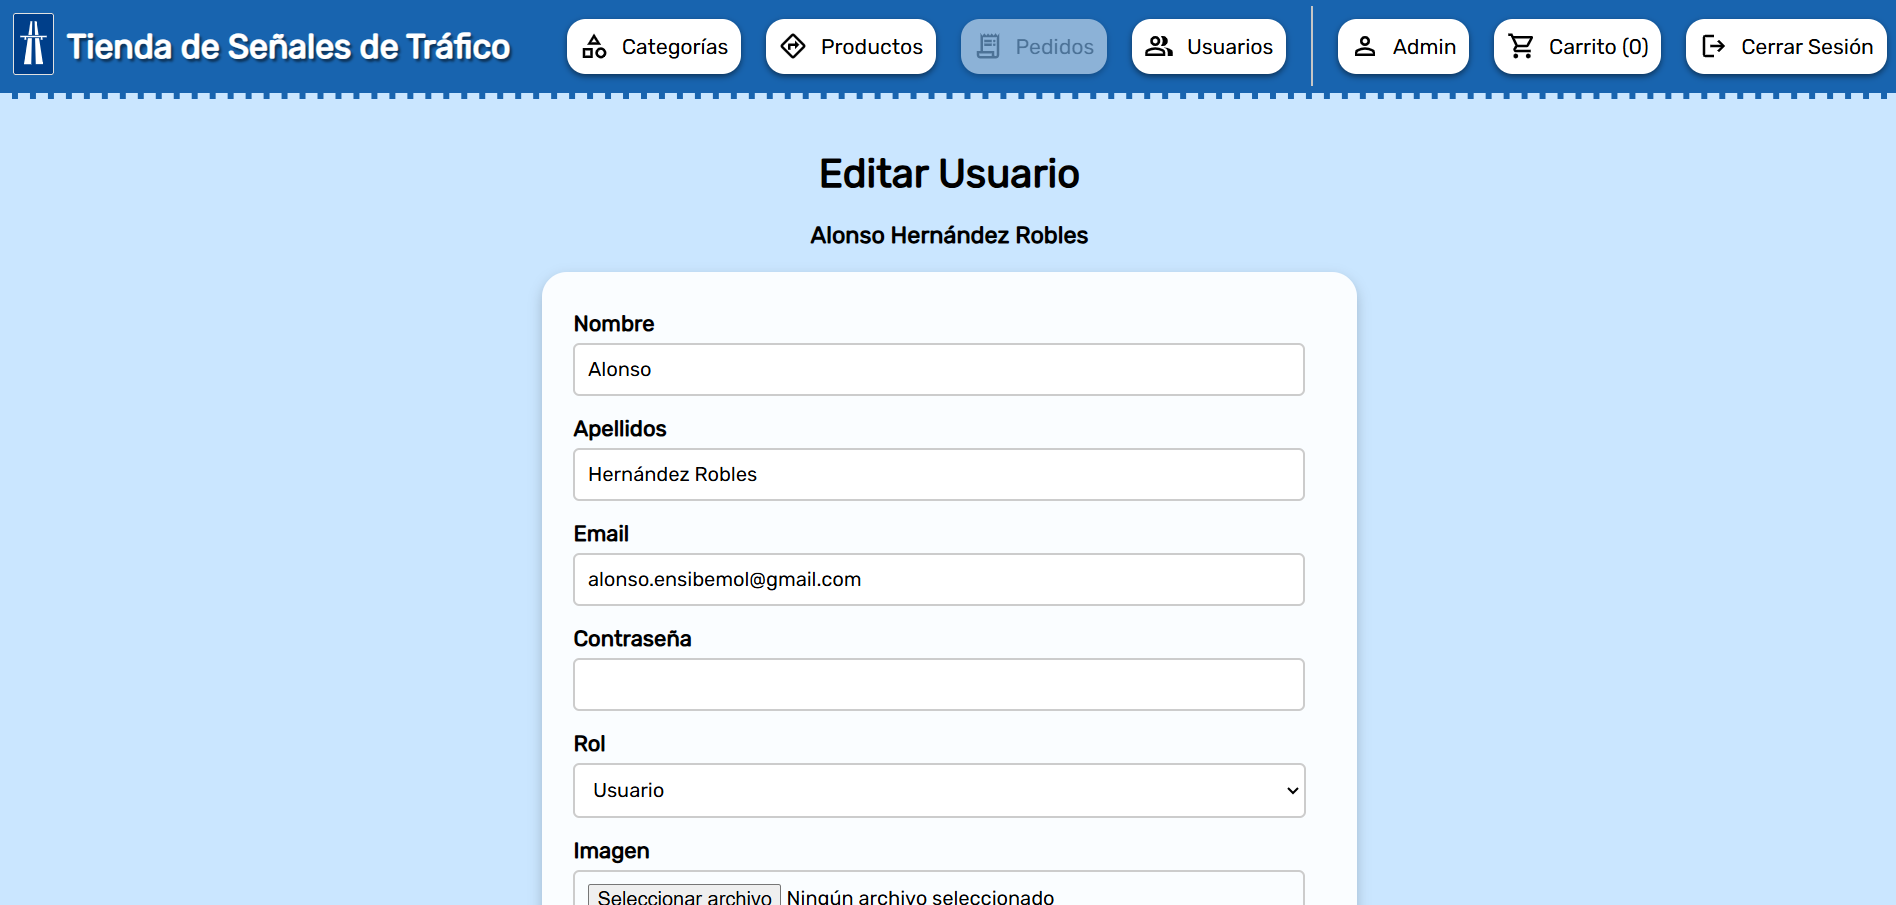 Tienda de Señales de Tráfico
Categorías
Productos
Pedidos
Usuarios
Admin
Carrito (0)
Cerrar Sesión
Editar Usuario
Alonso Hernández Robles
Nombre
Alonso
Apellidos
Hernández Robles
Email
alonso.ensibemol@gmail.com
Contraseña
Rol
Usuario
Imagen
Seleccionar archivo Ningún archivo seleccionado